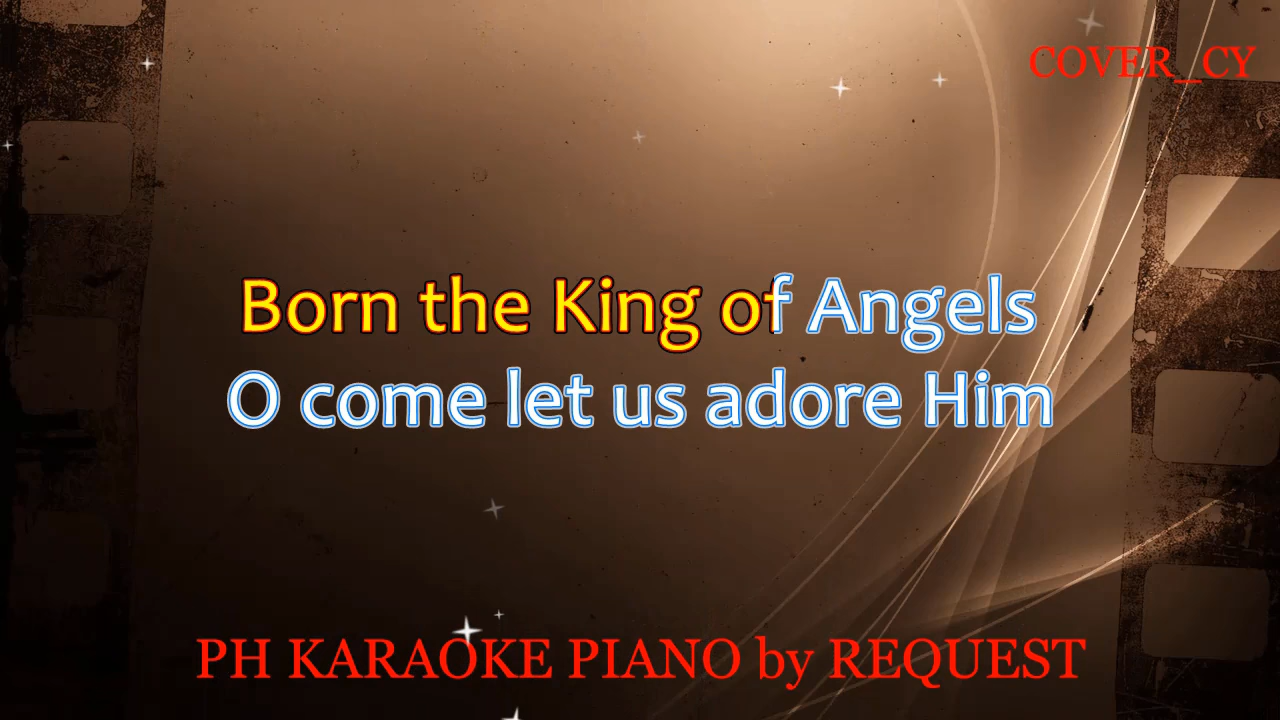 COVER_CY
Born the King of Angels
O come let us adore Him
PH KARAOKE PIANO by REQUEST